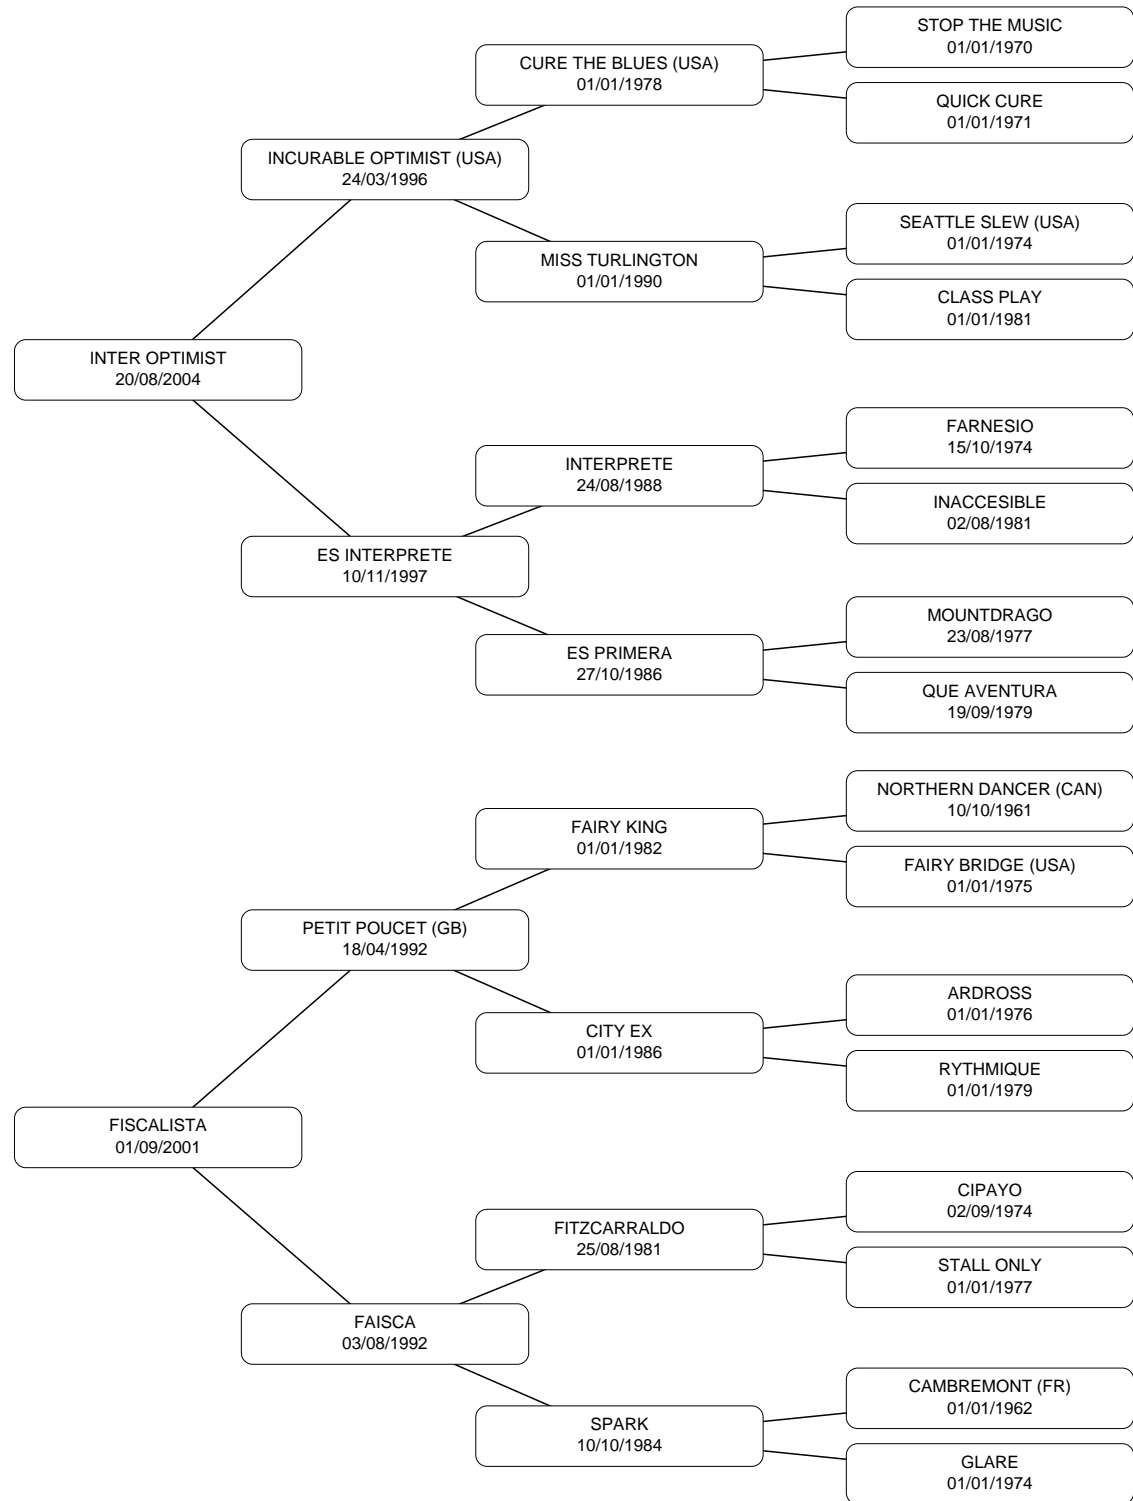 STOP THE MUSIC
01/01/1970
CURE THE BLUES (USA)
01/01/1978
QUICK CURE
01/01/1971
INCURABLE OPTIMIST (USA)
24/03/1996
SEATTLE SLEW (USA)
01/01/1974
MISS TURLINGTON
01/01/1990
CLASS PLAY
01/01/1981
INTER OPTIMIST
20/08/2004
FARNESIO
15/10/1974
INTERPRETE
24/08/1988
INACCESIBLE
02/08/1981
ES INTERPRETE
10/11/1997
MOUNTDRAGO
23/08/1977
ES PRIMERA
27/10/1986
QUE AVENTURA
19/09/1979
NORTHERN DANCER (CAN)
10/10/1961
FAIRY KING
01/01/1982
FAIRY BRIDGE (USA)
01/01/1975
PETIT POUCET (GB)
18/04/1992
ARDROSS
01/01/1976
CITY EX
01/01/1986
RYTHMIQUE
01/01/1979
FISCALISTA
01/09/2001
CIPAYO
02/09/1974
FITZCARRALDO
25/08/1981
STALL ONLY
01/01/1977
FAISCA
03/08/1992
CAMBREMONT (FR)
01/01/1962
SPARK
10/10/1984
GLARE
01/01/1974